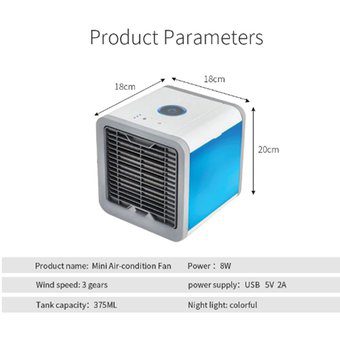 Product Parameters
18cm
18cm
20cm
Product name: Mini Air-condition Fan Power : 8W
Wind speed: 3 gears power supply: USB 5V 2A
Tank capacity: 375ML Night light: colorful